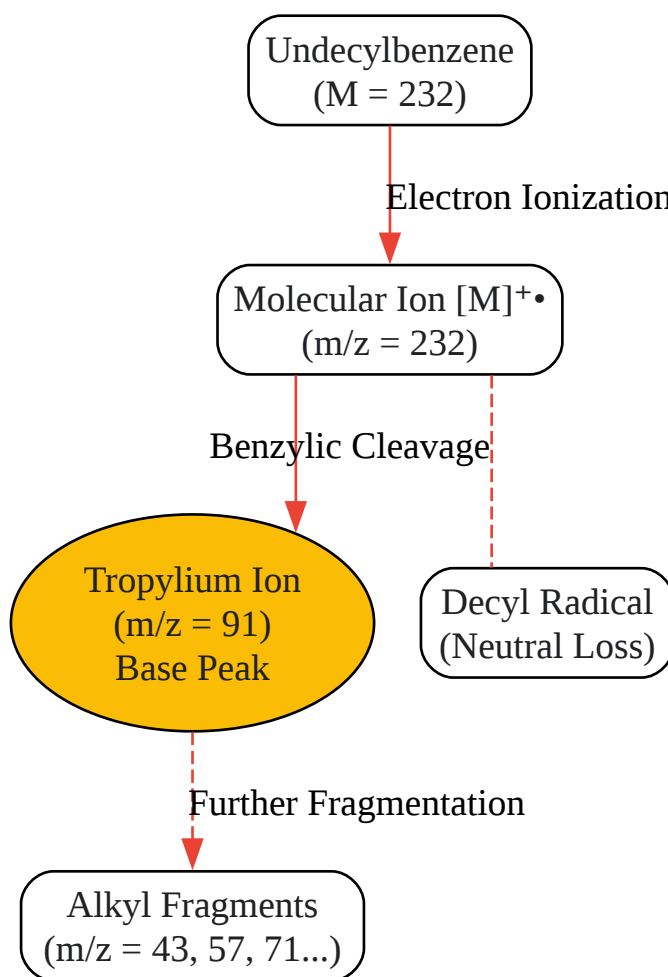 Undecylbenzene
(M = 232)
Electron Ionization
Molecular Ion [M]⁺•
(m/z = 232)
Benzylic Cleavage
Tropylium Ion
(m/z = 91)
Base Peak
Decyl Radical
(Neutral Loss)
Further Fragmentation
Alkyl Fragments
(m/z = 43, 57, 71...)